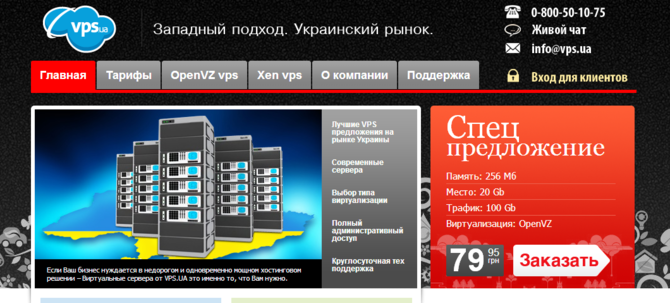 vps.ua
Западный подход. Украинский рынок.
0-800-50-10-75
Живой чат
info@vps.ua
Вход для клиентов
Главная
Тарифы
OpenVZ vps
Xen vps
О компании
Поддержка
Лучшие VPS
предложения на
рынке Украины
Современные
сервера
Выбор типа
виртуализации
Полный
административный
доступ
Круглосуточная тех
поддержка
Если Ваш бизнес нуждается в недорогом и одновременно мощном хостинговом
решении – Виртуальные сервера от VPS.UA это именно то, что Вам нужно.
Спец
предложение
Память: 256 Мб
Место: 20 Gb
Трафик: 100 Gb
Виртуализация: OpenVZ
79 95
грн
Заказать